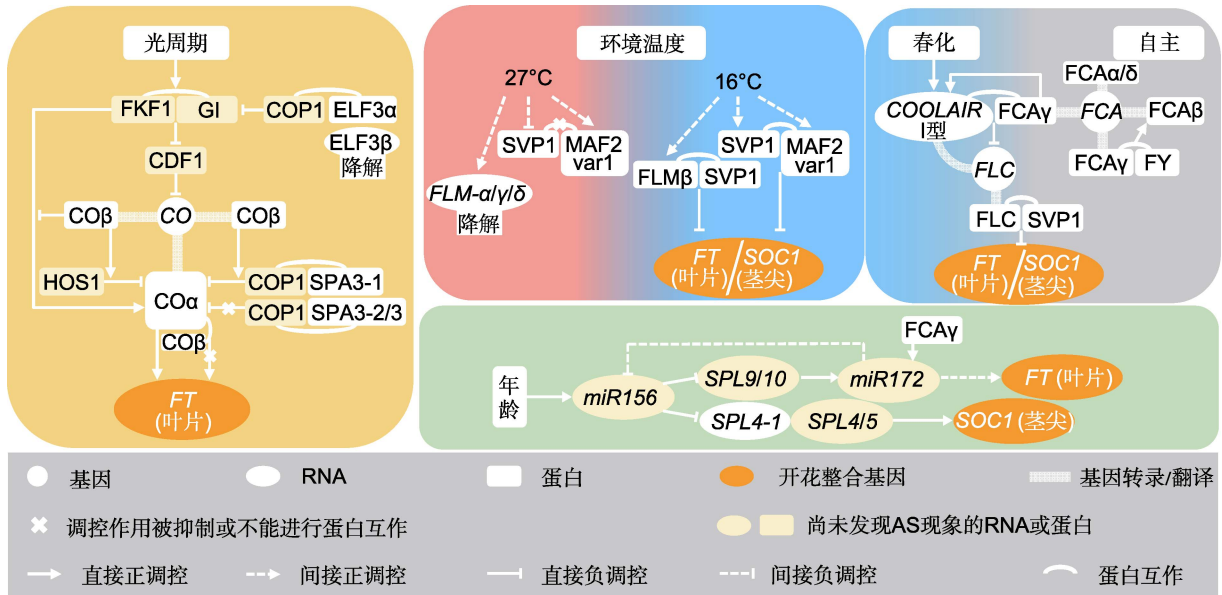 光周期
FKF1 GI
COP1 ELF3α
ELF3β
降解
CDF1
COβ CO COβ
HOS1
COP1 SPA3-1
COα
COP1 SPA3-2/3
COβ
FT
(叶片)
环境温度
27°C
16°C
SVP1 MAF2
var1
SVP1 MAF2
var1
FLMβ SVP1
FLM-α/γ/δ
降解
FT/SOC1
(叶片)/(茎尖)
春化
自主
FCAα/δ
COOLAIR
I型
FCAγ
FCA
FCAβ
FCAγ FY
FLC
FLC SVP1
FT/SOC1
(叶片)/(茎尖)
FCAγ
年龄
miR156
SPL9/10
miR172
FT (叶片)
SPL4-1
SPL4/5
SOC1 (茎尖)
基因 RNA 蛋白 开花整合基因 基因转录/翻译
调控作用被抑制或不能进行蛋白互作 尚未发现AS现象的RNA或蛋白
直接正调控 间接正调控 直接负调控 间接负调控 蛋白互作